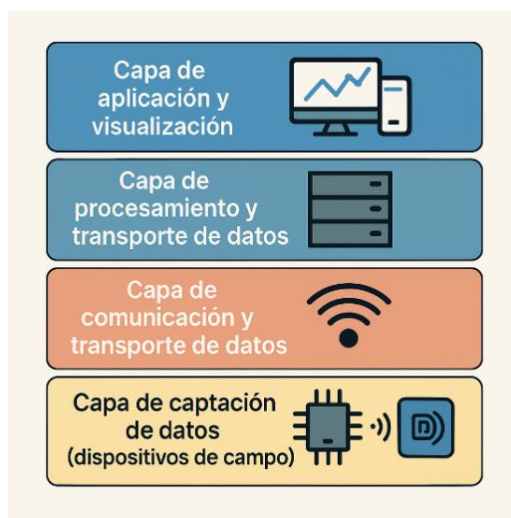 Capa de
aplicación y
visualización
Capa de
procesamiento y
transporte de datos
Capa de
comunicación y
transporte de datos
Capa de captación
de datos
(dispositivos de campo)